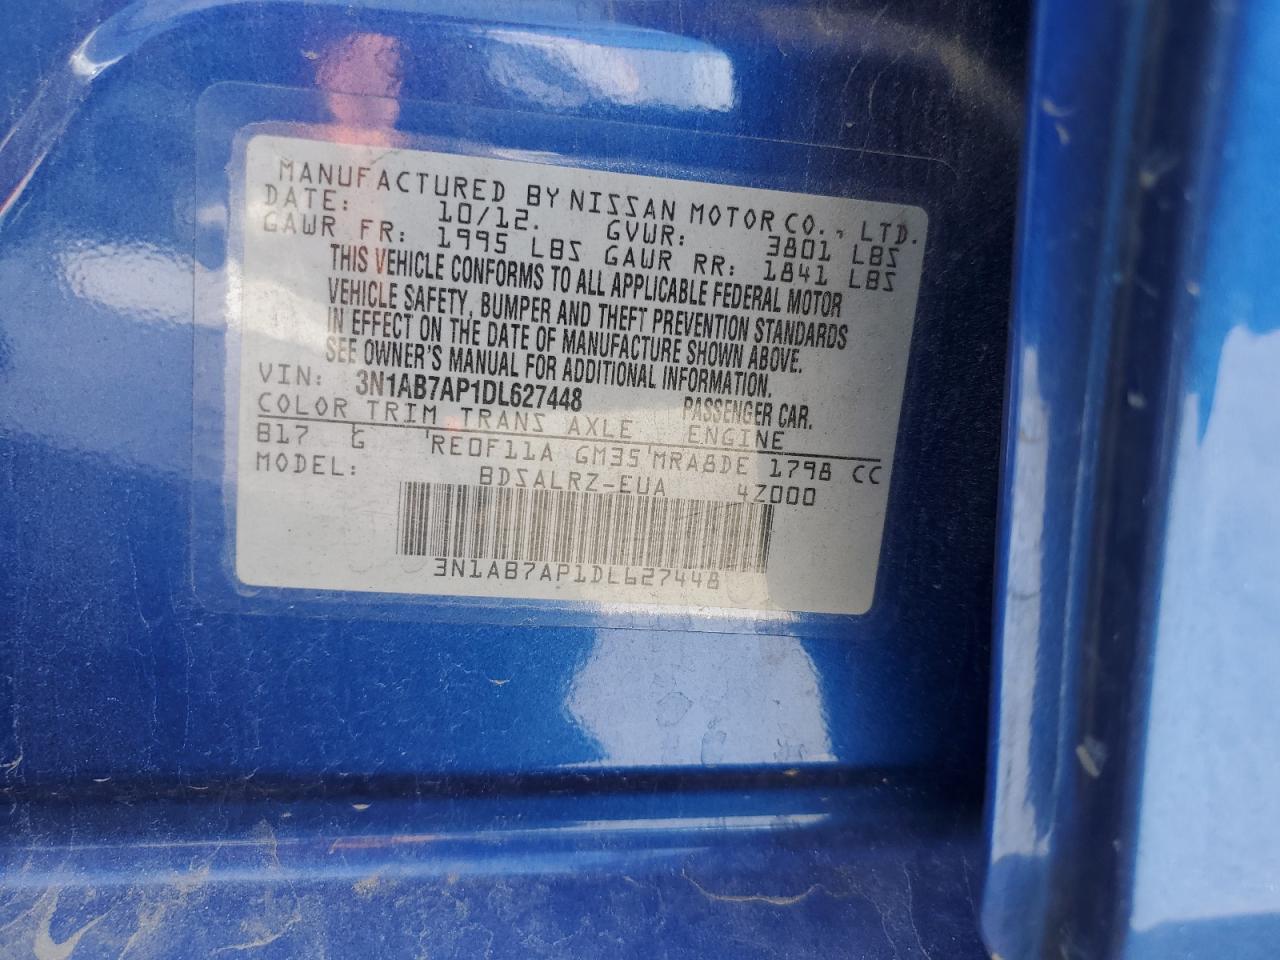 MANUFACTURED BY NISSAN MOTOR CO., LTD.
DATE: 10/12. GVWR: 3801 LBS
GAWR FR: 1995 LBS GAWR RR: 1841 LBS
THIS VEHICLE CONFORMS TO ALL APPLICABLE FEDERAL MOTOR
VEHICLE SAFETY, BUMPER AND THEFT PREVENTION STANDARDS
IN EFFECT ON THE DATE OF MANUFACTURE SHOWN ABOVE.
SEE OWNER'S MANUAL FOR ADDITIONAL INFORMATION.
VIN: 3N1AB7AP1DL627448 PASSENGER CAR.
COLOR TRIM TRANS AXLE ENGINE
B17 G 'RE0F11A GM35'MRA8DE 1798 CC
MODEL: BDSALRZ-EUA 4Z000
3N1AB7AP1DL627448